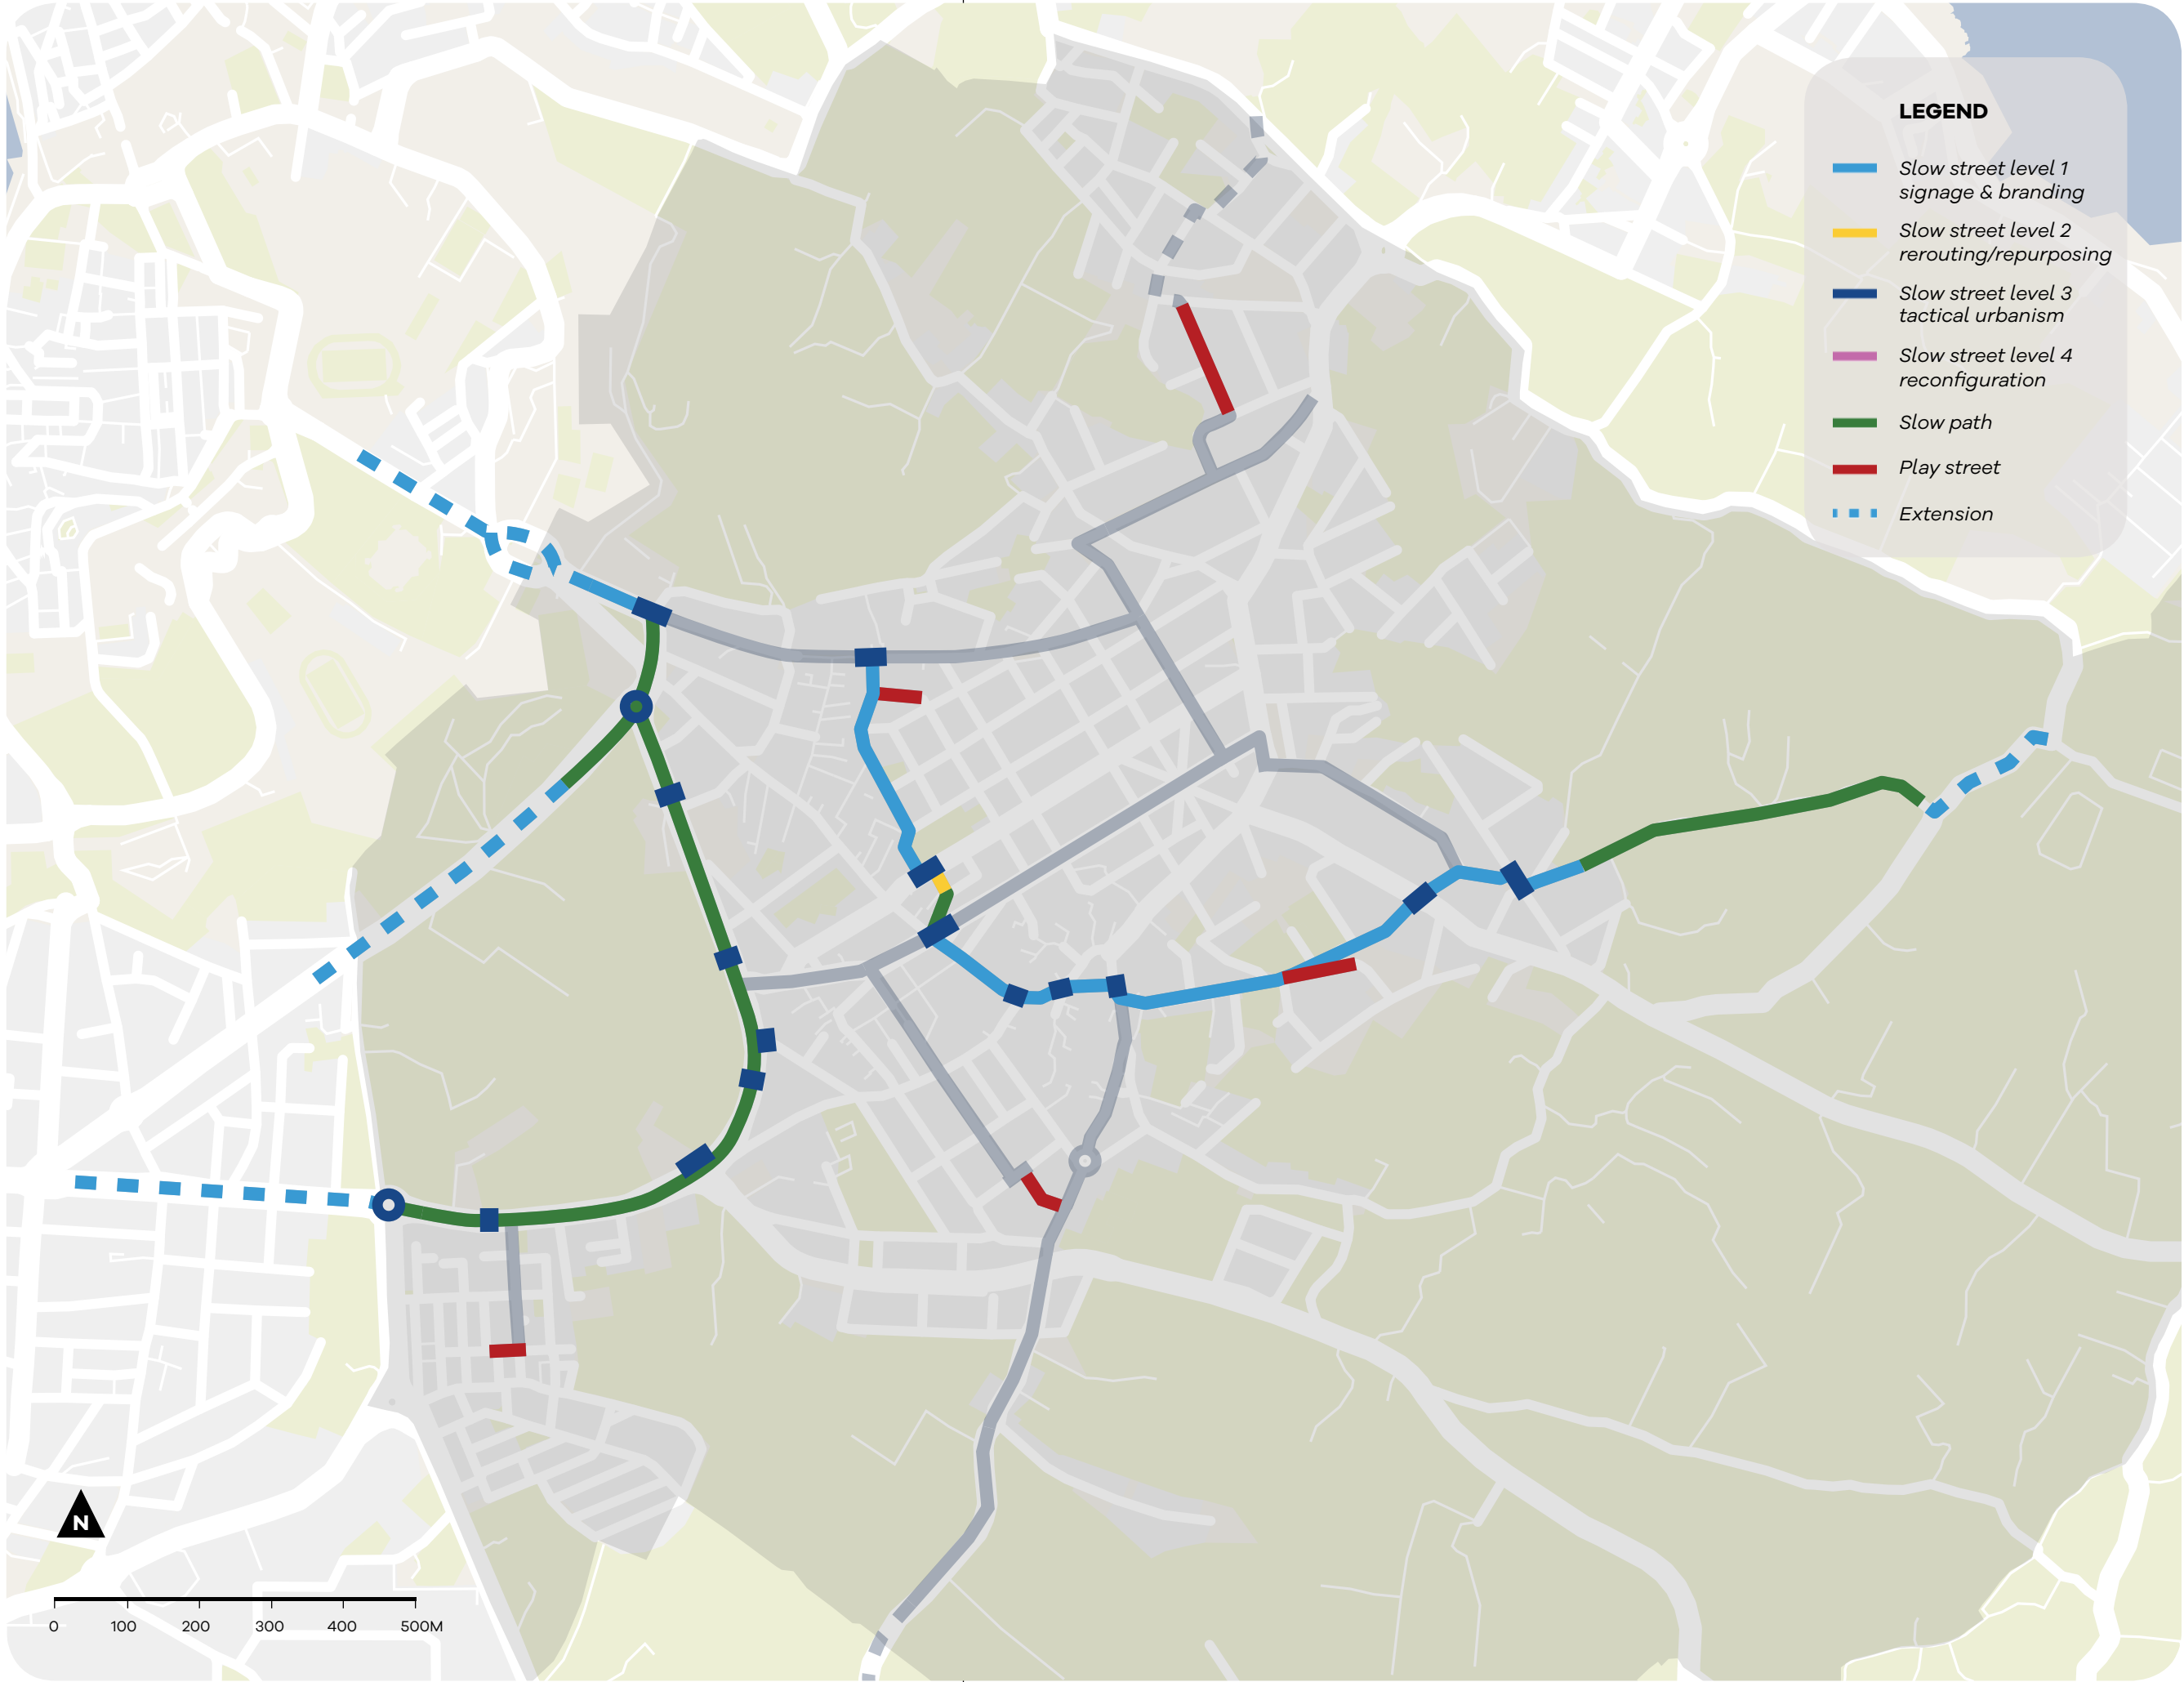 LEGEND
Slow street level 1
signage & branding
Slow street level 2
rerouting/repurposing
Slow street level 3
tactical urbanism
Slow street level 4
reconfiguration
Slow path
Play street
Extension
N
0 100 200 300 400 500M